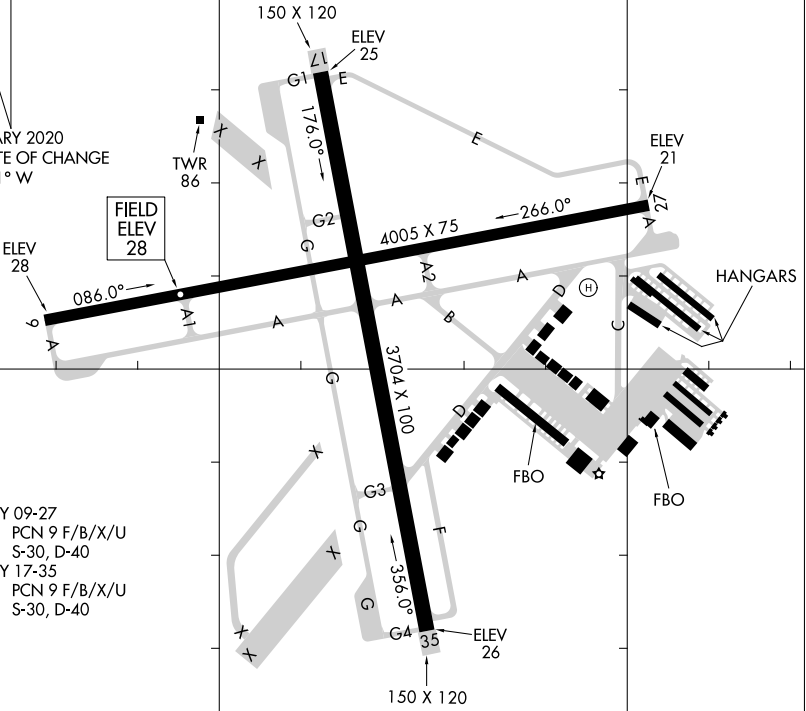 150 X 120
17
ELEV
25
G1
E
176.0°
ARY 2020
TE OF CHANGE
° W
TWR
86
X
X
E
ELEV
21
E
27
A
FIELD
ELEV
28
G2
G
4005 X 75
266.0°
ELEV
28
086.0°
9
A
A1
A
A
A2
A
B
D
H
C
HANGARS
G
3704 X 100
D
FBO
FBO
X
G3
G
F
X
G
356.0°
X
X
G4
35
ELEV
26
150 X 120
Y 09-27
PCN 9 F/B/X/U
S-30, D-40
Y 17-35
PCN 9 F/B/X/U
S-30, D-40